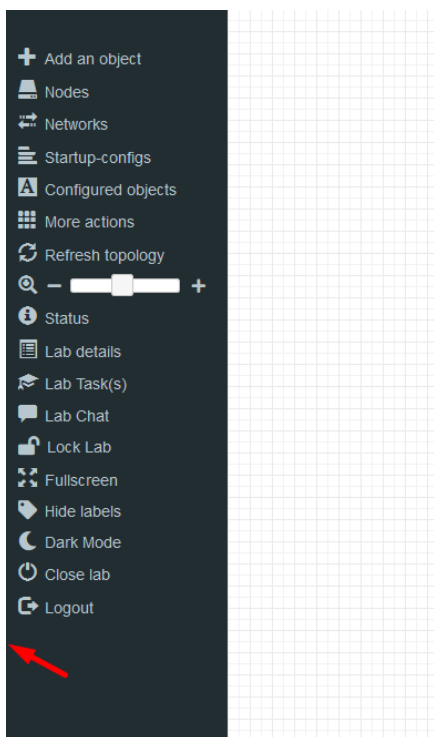 Add an object
Nodes
Networks
Startup-configs
A Configured objects
More actions
Refresh topology
Status
Lab details
Lab Task(s)
Lab Chat
Lock Lab
Fullscreen
Hide labels
Dark Mode
Close lab
Logout